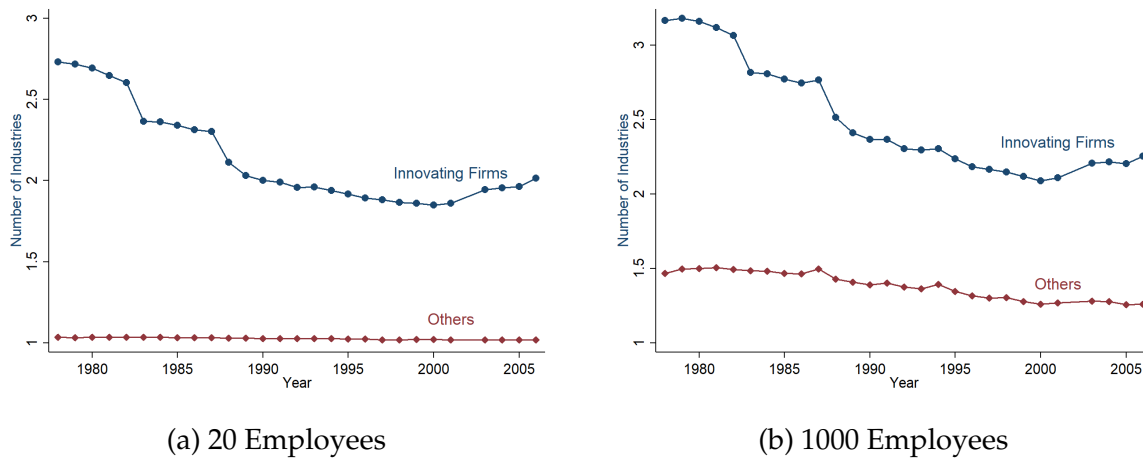 3
2.5
2
1.5
1
Number of Industries
Innovating Firms
Others
1980 1985 1990 1995 2000 2005
Year
(a) 20 Employees
3
2.5
2
1.5
1
Number of Industries
Innovating Firms
Others
1980 1985 1990 1995 2000 2005
Year
(b) 1000 Employees